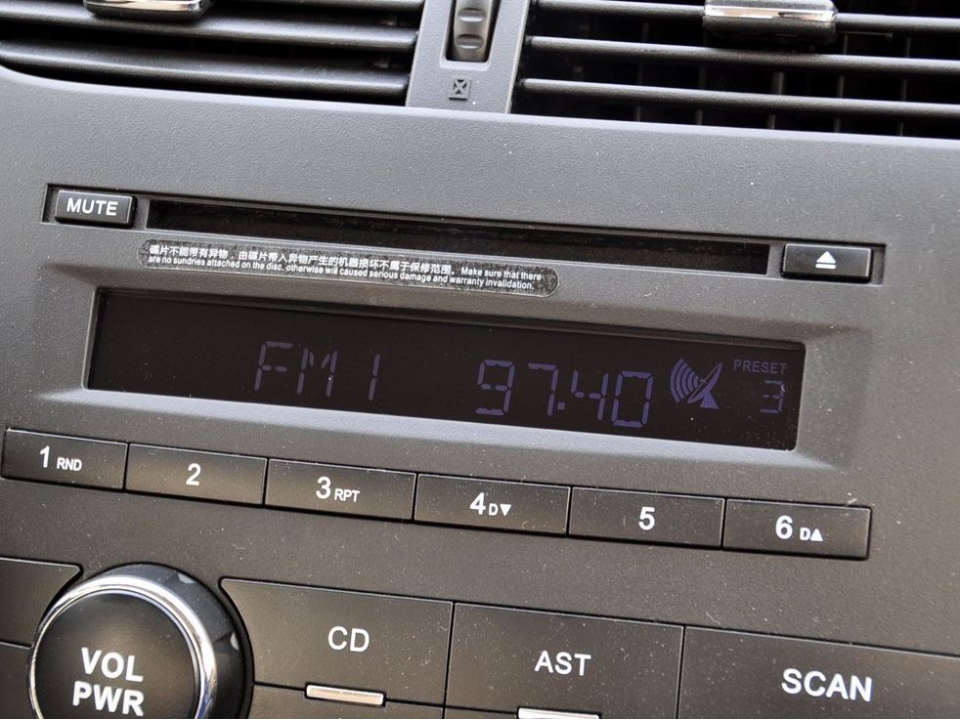 MUTE
碟片不能带有异物，由碟片带入异物产生的机器损坏不属于保修范围。Make sure that there
are no sundries attached on the disc, otherwise will caused serious damage and warranty invalidation.
FM1 97.40 PRESET 3
1 RND 2 3 RPT 4 D▼ 5 6 D▲
VOL
PWR
CD AST SCAN